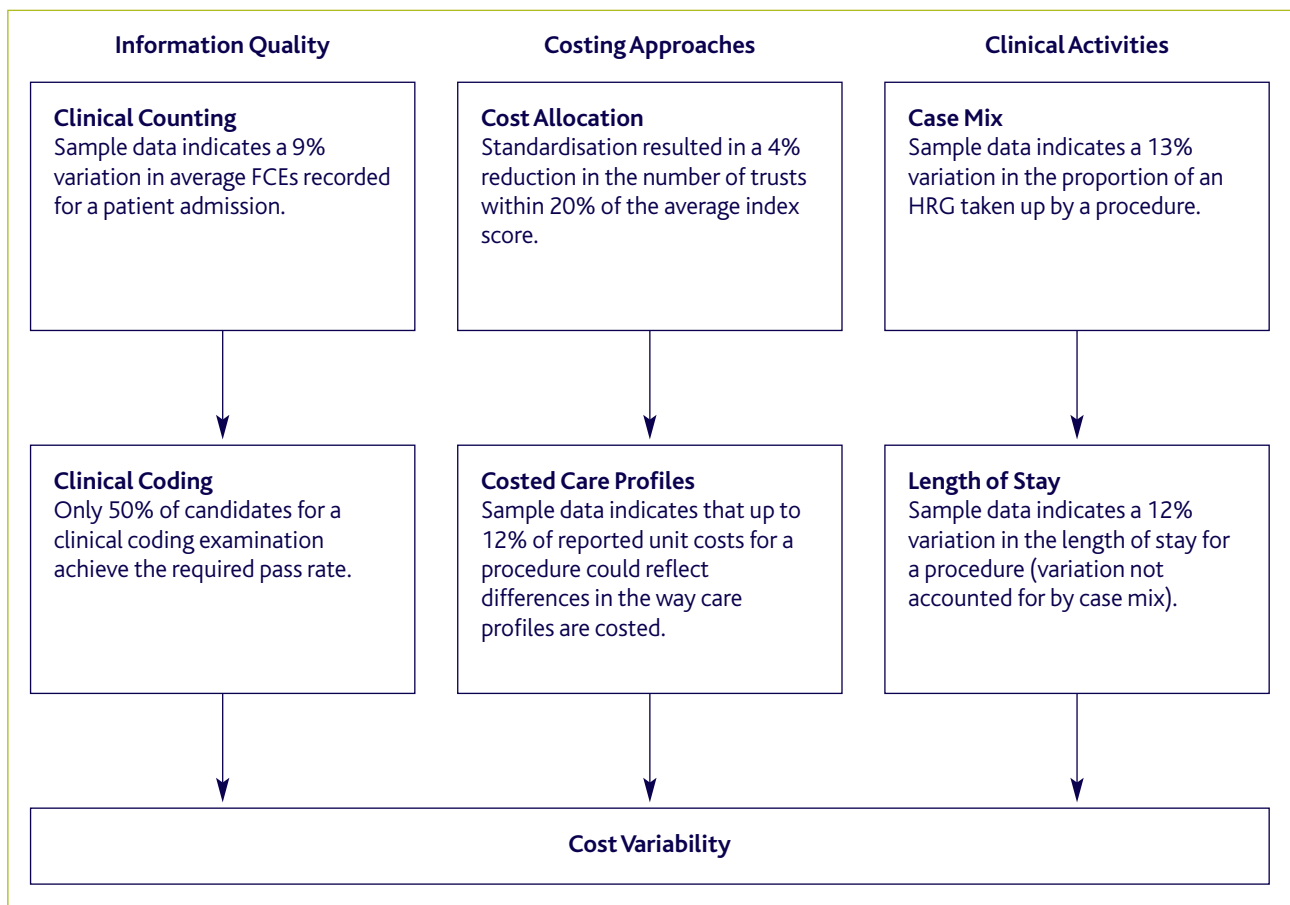 Information Quality
Costing Approaches
Clinical Activities
Clinical Counting
Sample data indicates a 9%
variation in average FCEs recorded
for a patient admission.
Cost Allocation
Standardisation resulted in a 4%
reduction in the number of trusts
within 20% of the average index
score.
Case Mix
Sample data indicates a 13%
variation in the proportion of an
HRG taken up by a procedure.
Clinical Coding
Only 50% of candidates for a
clinical coding examination
achieve the required pass rate.
Costed Care Profiles
Sample data indicates that up to
12% of reported unit costs for a
procedure could reflect
differences in the way care
profiles are costed.
Length of Stay
Sample data indicates a 12%
variation in the length of stay for
a procedure (variation not
accounted for by case mix).
Cost Variability